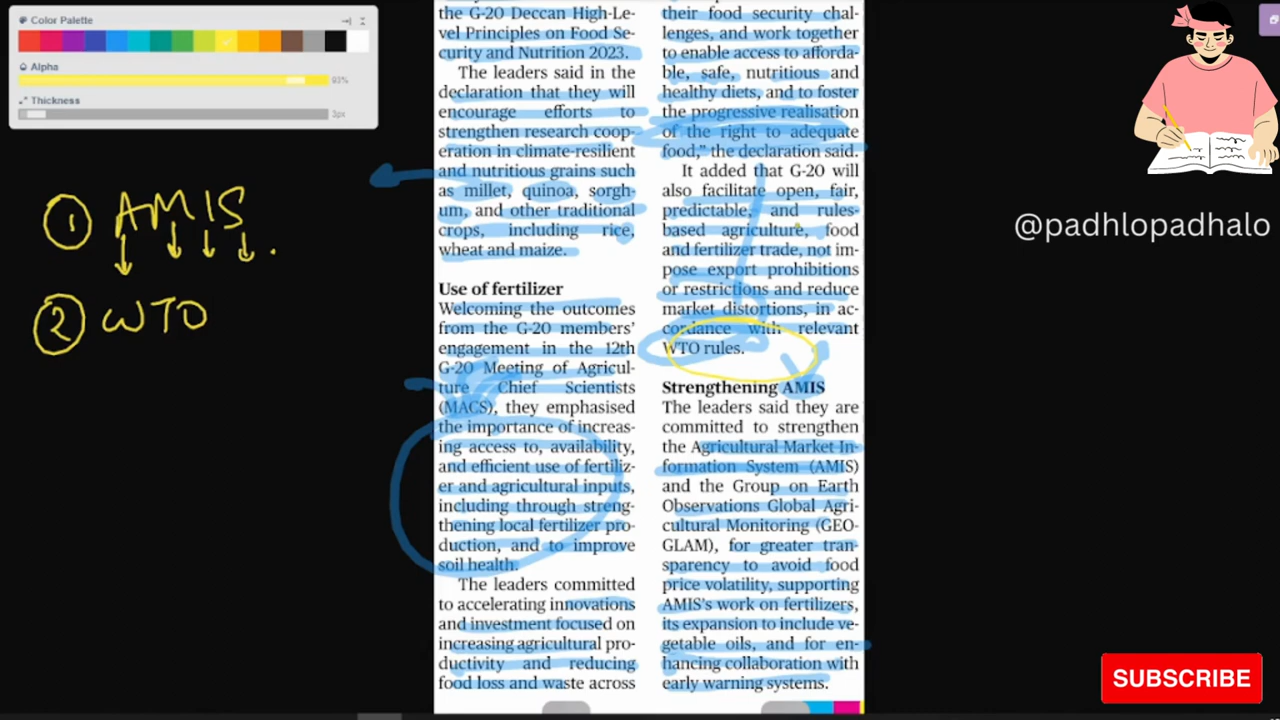 Color Palette
Alpha
93%
Thickness
3px
① AMIS
② WTO
the G-20 Deccan High-Le-
vel Principles on Food Se-
curity and Nutrition 2023.
The leaders said in the
declaration that they will
encourage efforts to
strengthen research coop-
eration in climate-resilient
and nutritious grains such
as millet, quinoa, sorgh-
um, and other traditional
crops, including rice,
wheat and maize.
Use of fertilizer
Welcoming the outcomes
from the G-20 members'
engagement in the 12th
G-20 Meeting of Agricul-
ture Chief Scientists
(MACS), they emphasised
the importance of increas-
ing access to, availability,
and efficient use of fertiliz-
er and agricultural inputs,
including through streng-
thening local fertilizer pro-
duction, and to improve
soil health.
The leaders committed
to accelerating innovations
and investment focused on
increasing agricultural pro-
ductivity and reducing
food loss and waste across
their food security chal-
lenges, and work together
to enable access to afforda-
ble, safe, nutritious and
healthy diets, and to foster
the progressive realisation
of the right to adequate
food,” the declaration said.
It added that G-20 will
also facilitate open, fair,
predictable, and rules-
based agriculture, food
and fertilizer trade, not im-
pose export prohibitions
or restrictions and reduce
market distortions, in ac-
cordance with relevant
WTO rules.
Strengthening AMIS
The leaders said they are
committed to strengthen
the Agricultural Market In-
formation System (AMIS)
and the Group on Earth
Observations Global Agri-
cultural Monitoring (GEO-
GLAM), for greater tran-
sparency to avoid food
price volatility, supporting
AMIS's work on fertilizers,
its expansion to include ve-
getable oils, and for en-
hancing collaboration with
early warning systems.
@padhlopadhalo
SUBSCRIBE